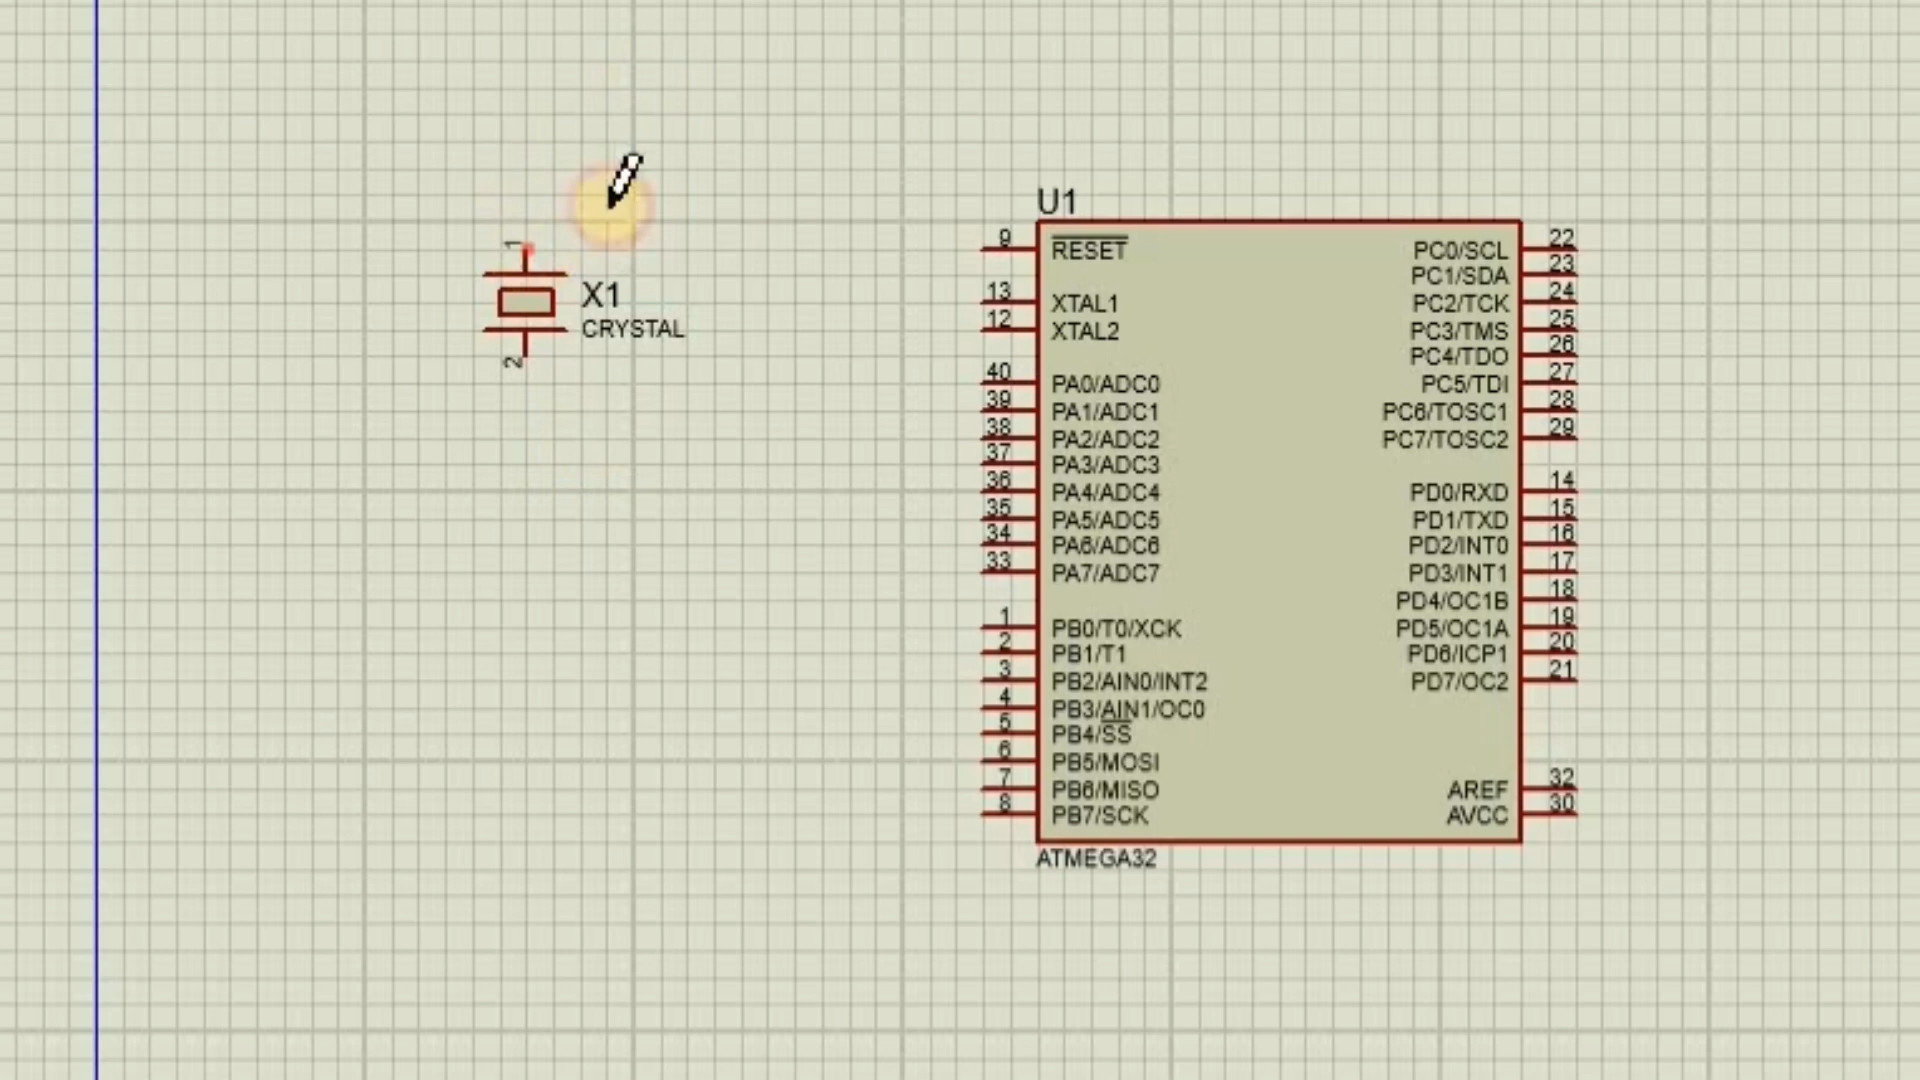 1
X1
CRYSTAL
2
U1
9 RESET
13 XTAL1
12 XTAL2
40 PA0/ADC0
39 PA1/ADC1
38 PA2/ADC2
37 PA3/ADC3
36 PA4/ADC4
35 PA5/ADC5
34 PA6/ADC6
33 PA7/ADC7
1 PB0/T0/XCK
2 PB1/T1
3 PB2/AIN0/INT2
4 PB3/AIN1/OC0
5 PB4/SS
6 PB5/MOSI
7 PB6/MISO
8 PB7/SCK
PC0/SCL 22
PC1/SDA 23
PC2/TCK 24
PC3/TMS 25
PC4/TDO 26
PC5/TDI 27
PC6/TOSC1 28
PC7/TOSC2 29
PD0/RXD 14
PD1/TXD 15
PD2/INT0 16
PD3/INT1 17
PD4/OC1B 18
PD5/OC1A 19
PD6/ICP1 20
PD7/OC2 21
AREF 32
AVCC 30
ATMEGA32